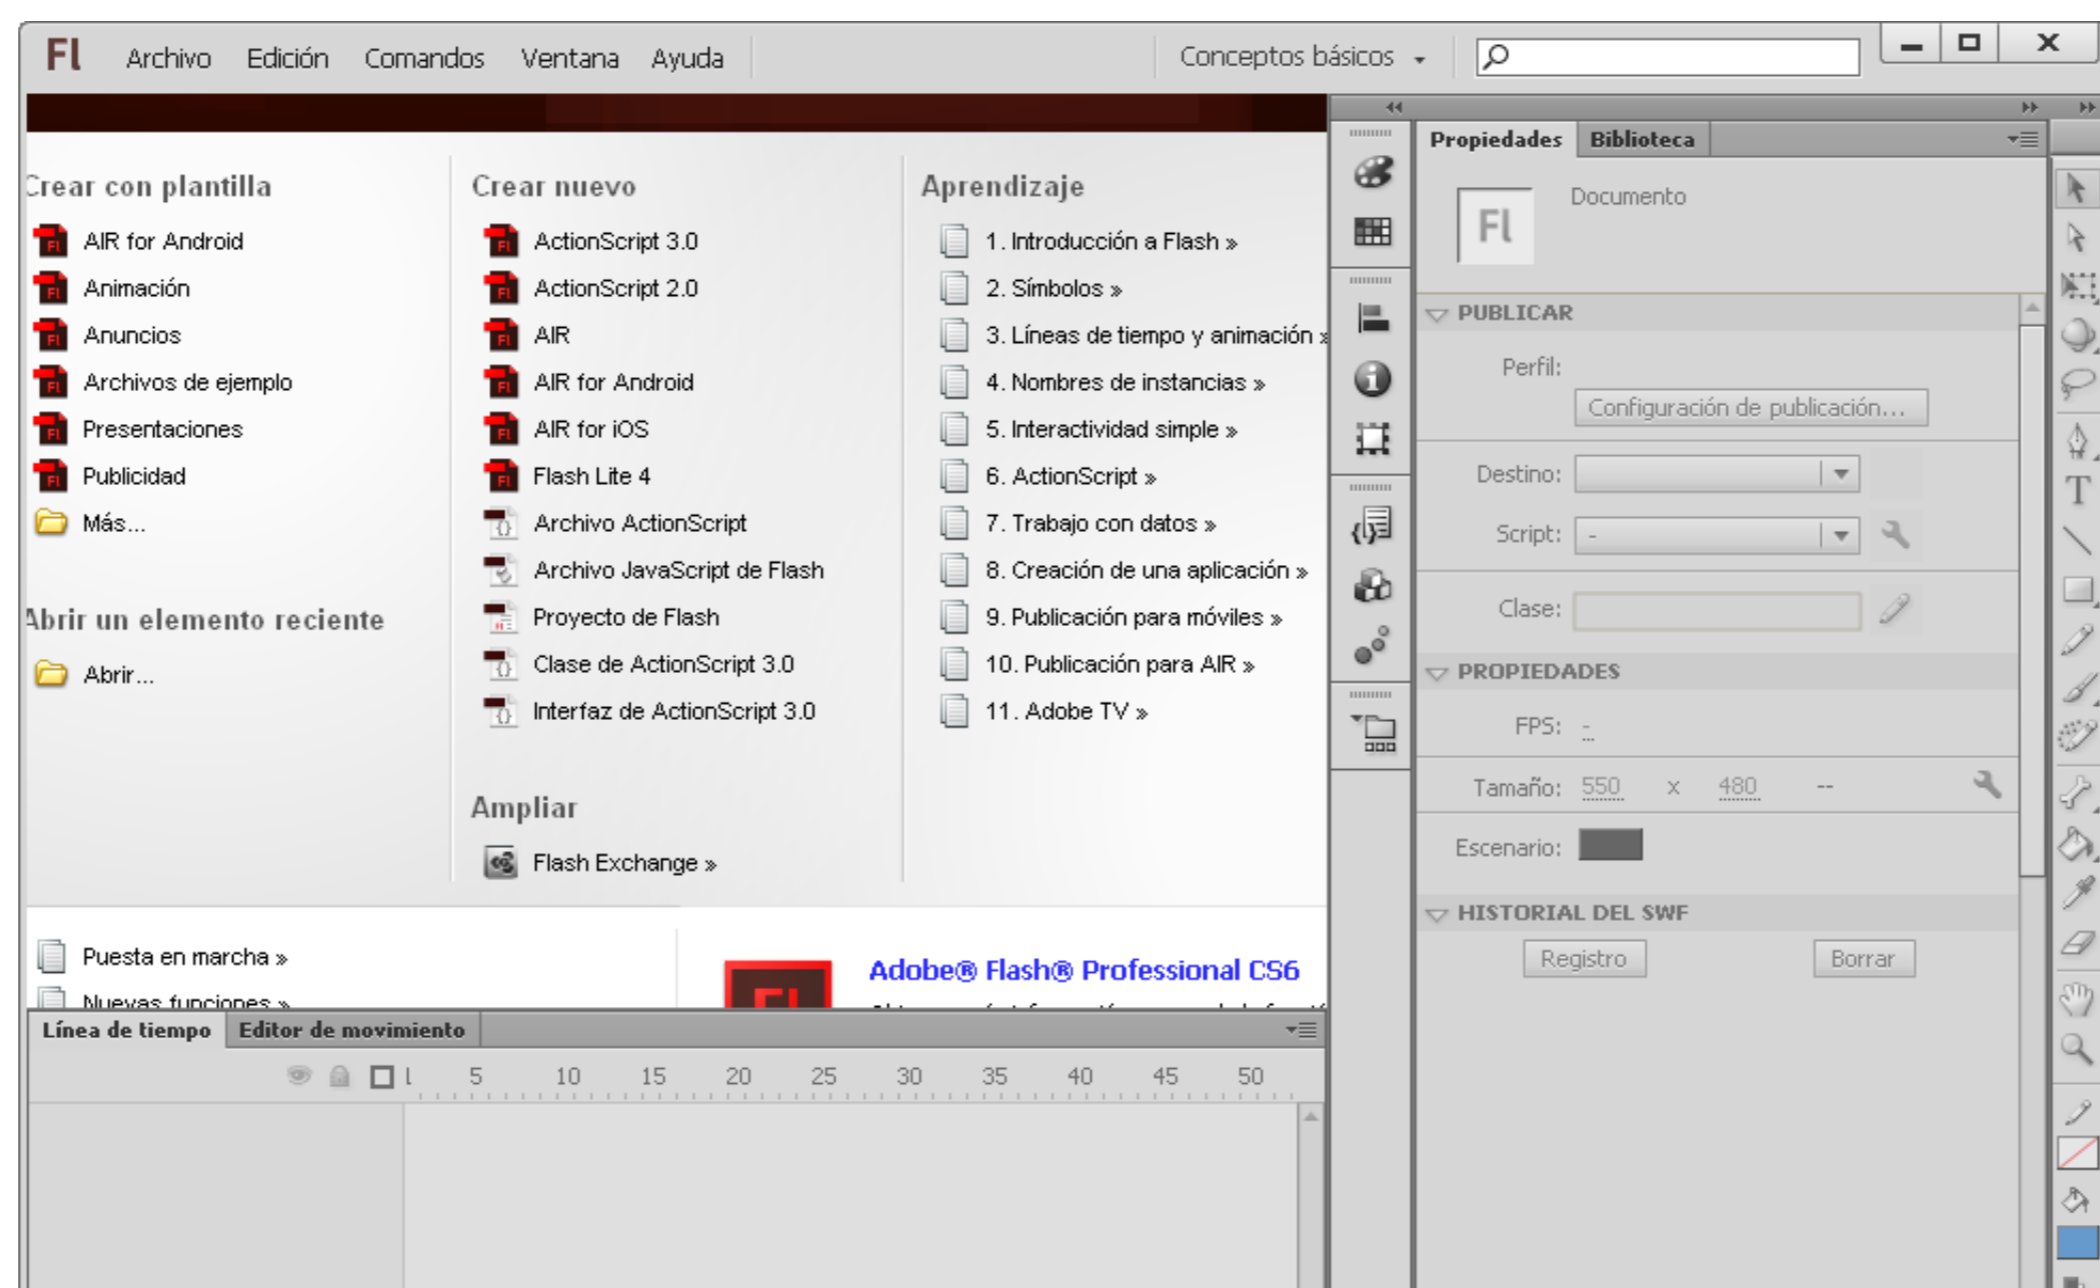 Fl Archivo Edición Comandos Ventana Ayuda Conceptos básicos
Crear con plantilla
AIR for Android
Animación
Anuncios
Archivos de ejemplo
Presentaciones
Publicidad
Más...
Abrir un elemento reciente
Abrir...
Crear nuevo
ActionScript 3.0
ActionScript 2.0
AIR
AIR for Android
AIR for iOS
Flash Lite 4
Archivo ActionScript
Archivo JavaScript de Flash
Proyecto de Flash
Clase de ActionScript 3.0
Interfaz de ActionScript 3.0
Ampliar
Flash Exchange »
Aprendizaje
1. Introducción a Flash »
2. Símbolos »
3. Líneas de tiempo y animación »
4. Nombres de instancias »
5. Interactividad simple »
6. ActionScript »
7. Trabajo con datos »
8. Creación de una aplicación »
9. Publicación para móviles »
10. Publicación para AIR »
11. Adobe TV »
Puesta en marcha »
Nuevas funciones »
Adobe® Flash® Professional CS6
Línea de tiempo Editor de movimiento
5 10 15 20 25 30 35 40 45 50
Propiedades Biblioteca
Fl Documento
PUBLICAR
Perfil:
Configuración de publicación...
Destino:
Script: -
Clase:
PROPIEDADES
FPS: -
Tamaño: 550 x 480 --
Escenario:
HISTORIAL DEL SWF
Registro Borrar